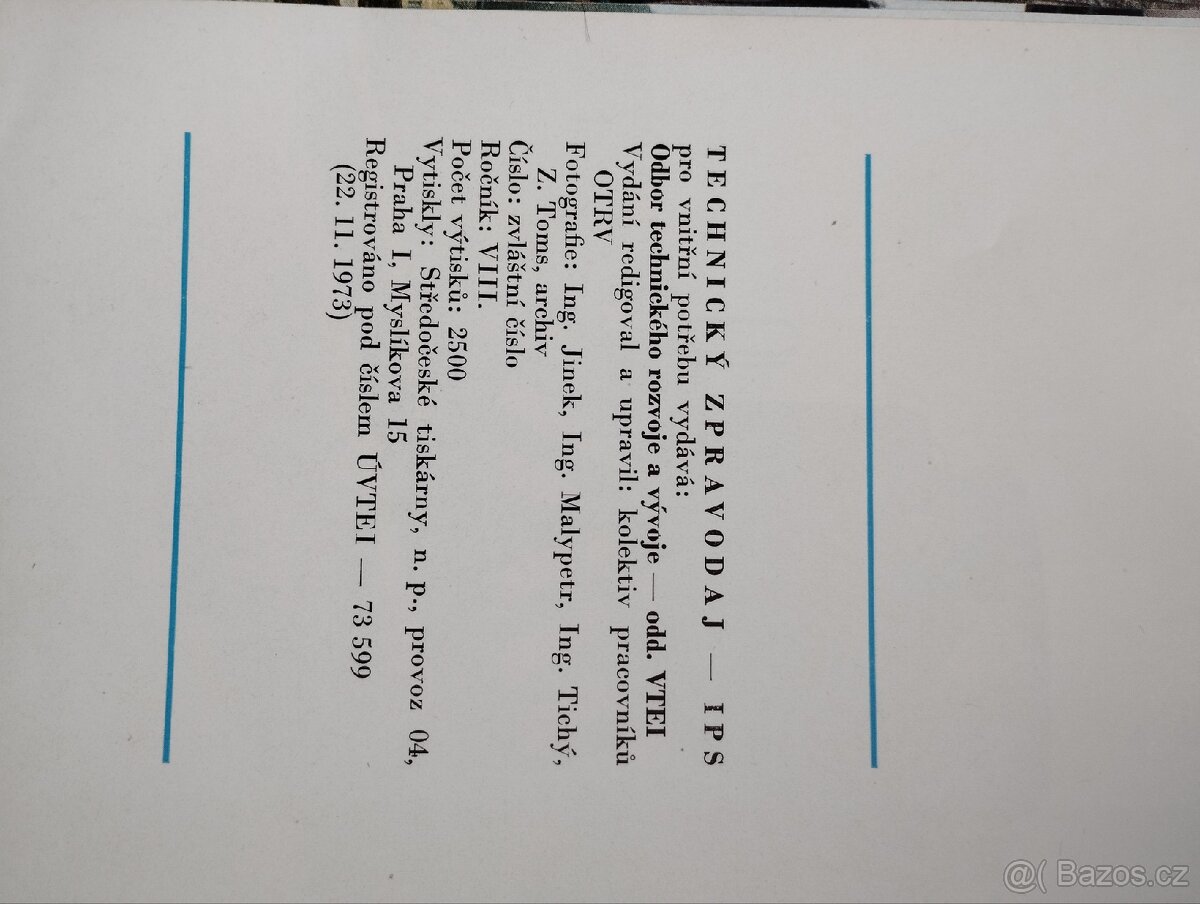 TECHNICKÝ ZPRAVODAJ — IPS
pro vnitřní potřebu vydává:
Odbor technického rozvoje a vývoje — odd. VTEI
Vydání redigoval a upravil: kolektiv pracovníků
OTRV
Fotografie: Ing. Jinek, Ing. Malypetr, Ing. Tichý,
Z. Toms, archiv
Číslo: zvláštní číslo
Ročník: VIII.
Počet výtisků: 2500
Vytiskly: Středočeské tiskárny, n. p., provoz 04,
Praha I, Myslíkova 15
Registrováno pod číslem ÚVTEI — 73 599
(22. 11. 1973)
@( Bazos.cz